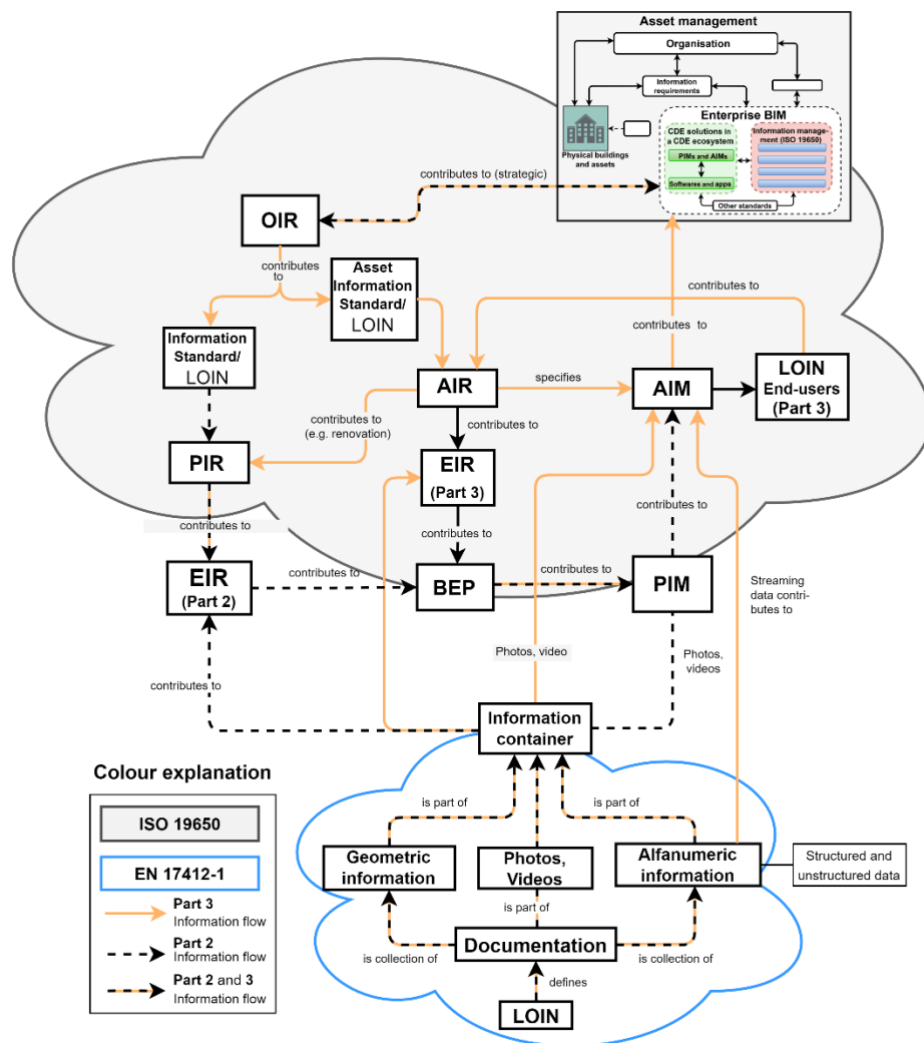 Asset management
Organisation
Information
requirements
Enterprise BIM
CDE solutions in
a CDE ecosystem
Information manage-
ment (ISO 19650)
PIMs and AIMs
Softwares and apps
Physical buildings
and assets
Other standards
contributes to (strategic)
OIR
contributes
to
Asset
Information
Standard/
LOIN
contributes to
contributes to
Information
Standard/
LOIN
AIR
specifies
AIM
LOIN
End-users
(Part 3)
contributes to
(e.g. renovation)
contributes to
PIR
EIR
(Part 3)
contributes to
contributes to
contributes to
EIR
(Part 2)
contributes to
BEP
contributes to
PIM
Streaming
data contri-
butes to
Photos, video
Photos,
videos
contributes to
Information
container
Colour explanation
ISO 19650
EN 17412-1
Part 3
Information flow
Part 2
Information flow
Part 2 and 3
Information flow
is part of
is part of
Geometric
information
Photos,
Videos
Alfanumeric
information
Structured and
unstructured data
is part of
Documentation
is collection of
is collection of
defines
LOIN